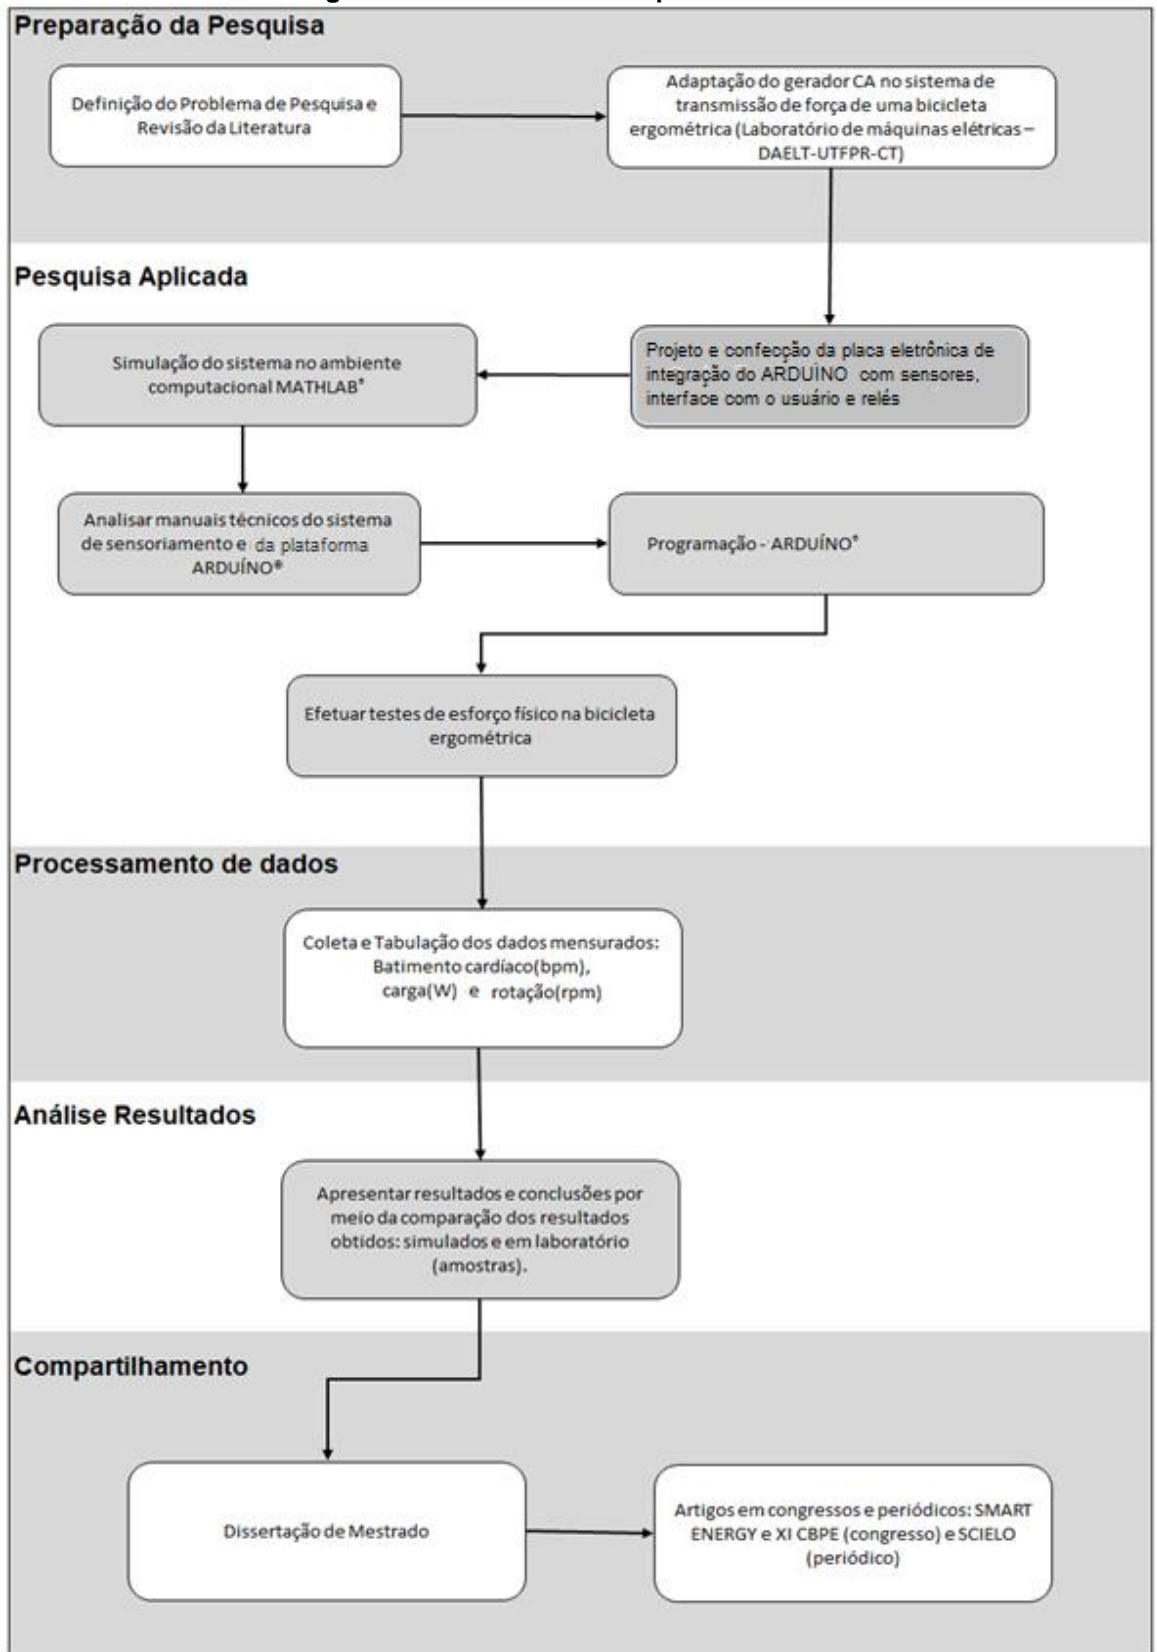 Preparação da Pesquisa
Definição do Problema de Pesquisa e
Revisão da Literatura
Adaptação do gerador CA no sistema de
transmissão de força de uma bicicleta
ergométrica (Laboratório de máquinas elétricas –
DAELT-UTFPR-CT)
Pesquisa Aplicada
Simulação do sistema no ambiente
computacional MATHLAB®
Projeto e confecção da placa eletrônica de
integração do ARDUÍNO com sensores,
interface com o usuário e relés
Analisar manuais técnicos do sistema
de sensoriamento e da plataforma
ARDUÍNO®
Programação - ARDUÍNO®
Efetuar testes de esforço físico na bicicleta
ergométrica
Processamento de dados
Coleta e Tabulação dos dados mensurados:
Batimento cardíaco(bpm),
carga(W) e rotação(rpm)
Análise Resultados
Apresentar resultados e conclusões por
meio da comparação dos resultados
obtidos: simulados e em laboratório
(amostras).
Compartilhamento
Dissertação de Mestrado
Artigos em congressos e periódicos: SMART
ENERGY e XI CBPE (congresso) e SCIELO
(periódico)